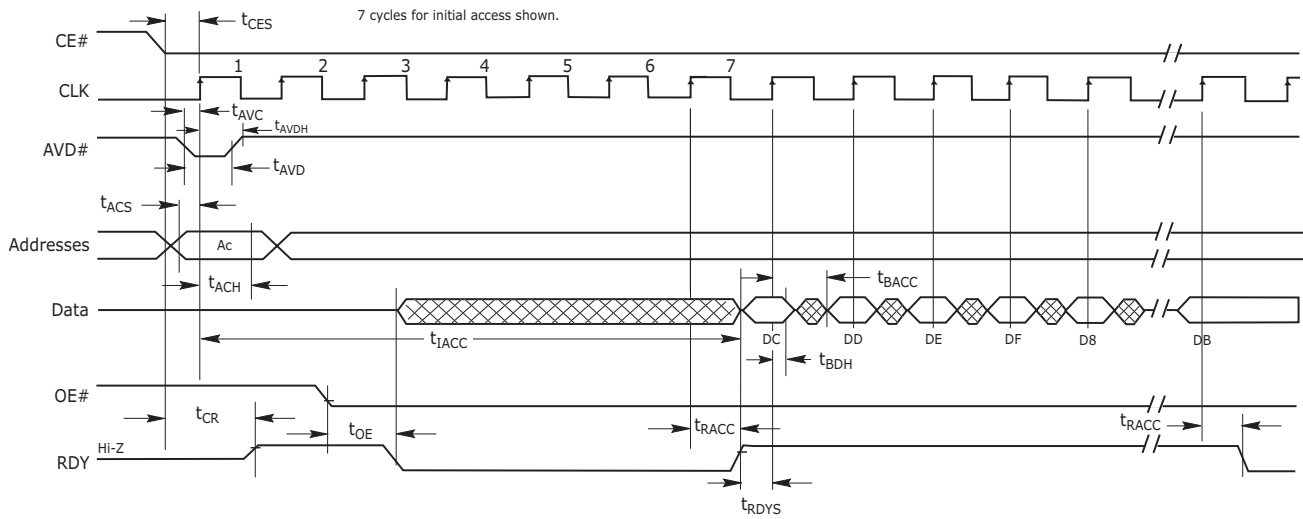 7 cycles for initial access shown.
tCES
CE#
1 2 3 4 5 6 7
CLK
tAVC
tAVDH
AVD#
tAVD
tACS
Addresses Ac
tACH
tBACC
Data
DC DD DE DF D8 DB
tIACC
tBDH
OE#
tCR
tOE
tRACC
tRACC
Hi-Z
RDY
tRDYS